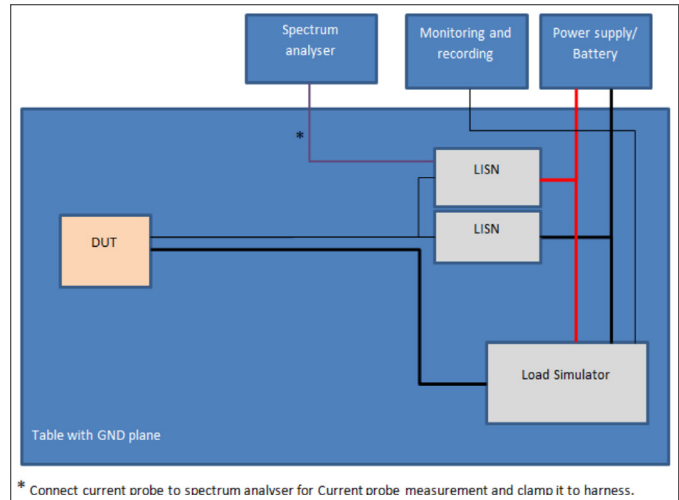 Spectrum
analyser
Monitoring and
recording
Power supply/
Battery
*
LISN
LISN
DUT
Load Simulator
Table with GND plane
* Connect current probe to spectrum analyser for Current probe measurement and clamp it to harness.